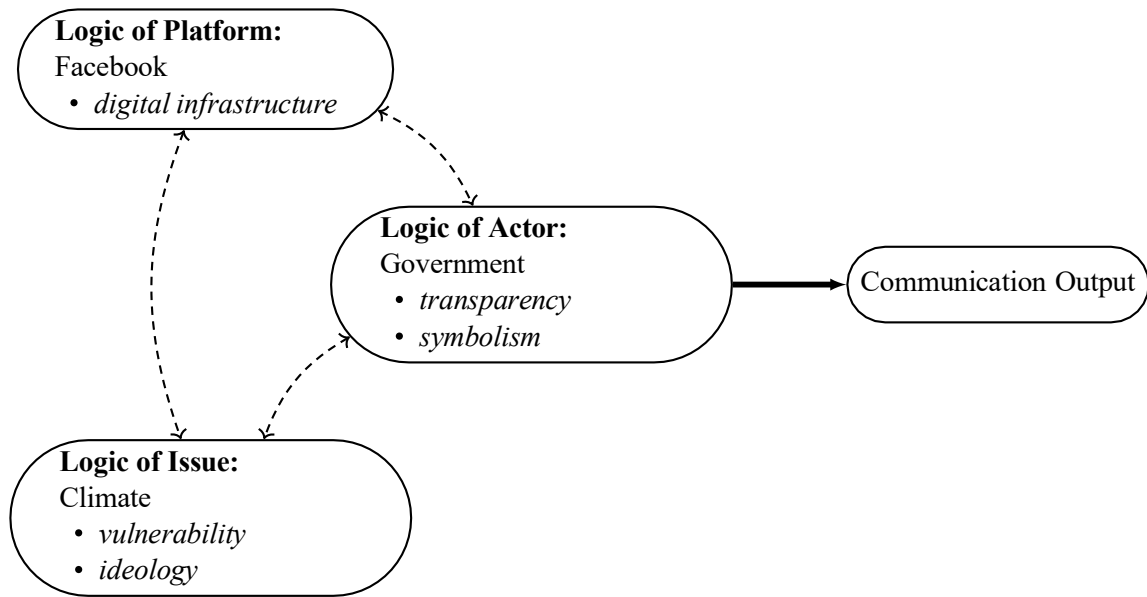 Logic of Platform:
Facebook
• digital infrastructure
Logic of Actor:
Government
• transparency
• symbolism
Communication Output
Logic of Issue:
Climate
• vulnerability
• ideology